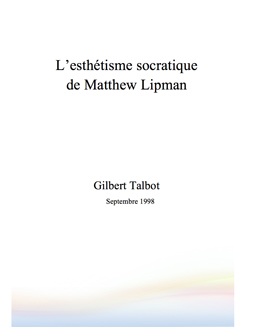 L’esthétisme socratique
de Matthew Lipman
Gilbert Talbot
Septembre 1998